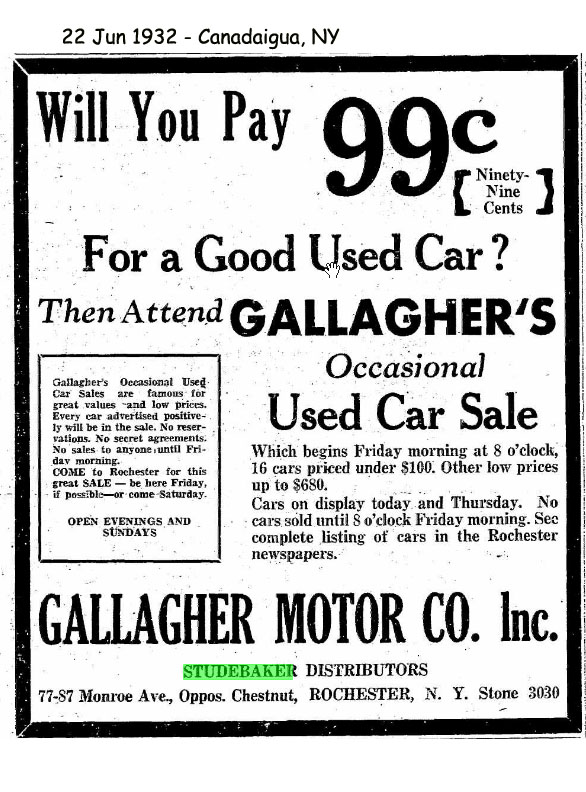 22 Jun 1932 - Canadaigua, NY
Will You Pay 99c
{ Ninety-
Nine
Cents }
For a Good Used Car?
Then Attend GALLAGHER'S
Occasional
Used Car Sale
Gallagher's Occasional Used
Car Sales are famous for
great values and low prices.
Every car advertised positive-
ly will be in the sale. No reser-
vations. No secret agreements.
No sales to anyone until Fri-
day morning.
COME to Rochester for this
great SALE — be here Friday,
if possible—or come Saturday.
OPEN EVENINGS AND
SUNDAYS
Which begins Friday morning at 8 o'clock,
16 cars priced under $100. Other low prices
up to $680.
Cars on display today and Thursday. No
cars sold until 8 o'clock Friday morning. See
complete listing of cars in the Rochester
newspapers.
GALLAGHER MOTOR CO. Inc.
STUDEBAKER DISTRIBUTORS
77-87 Monroe Ave., Oppos. Chestnut, ROCHESTER, N. Y. Stone 3030